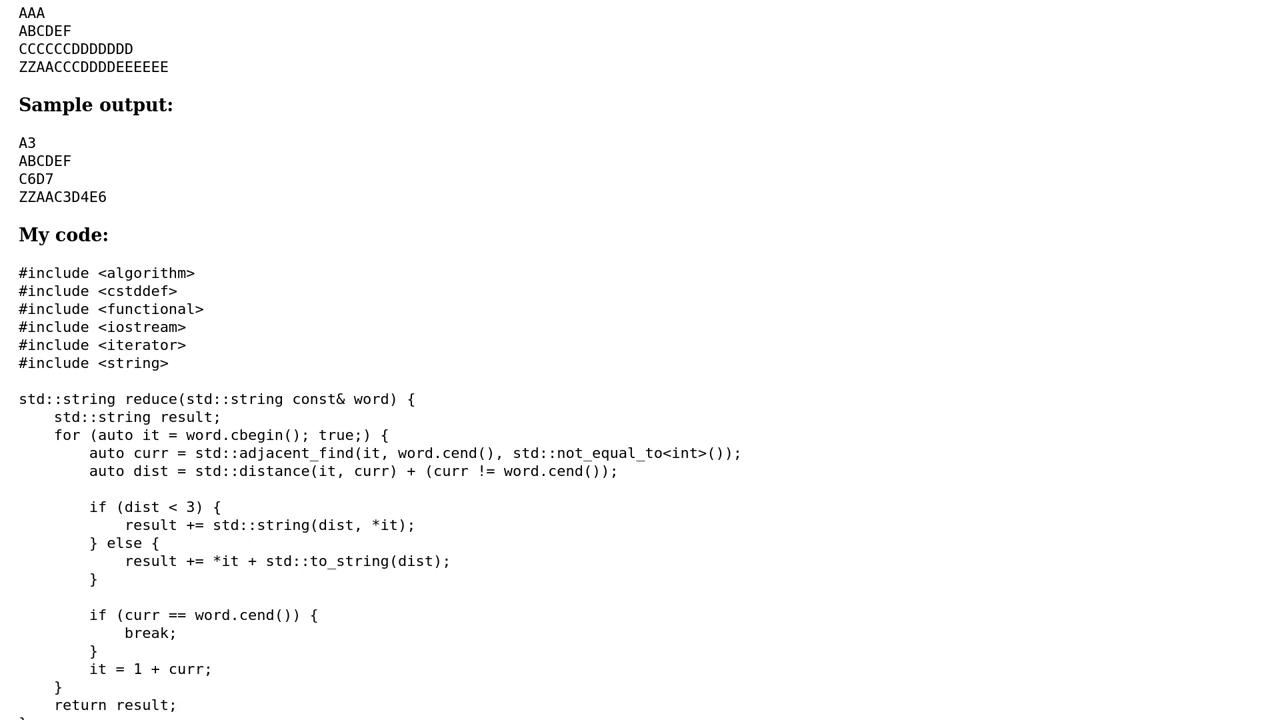 AAA
ABCDEF
CCCCCCDDDDDDD
ZZAACCCDDDDEEEEEE
Sample output:
A3
ABCDEF
C6D7
ZZAAC3D4E6
My code:
#include <algorithm>
#include <cstddef>
#include <functional>
#include <iostream>
#include <iterator>
#include <string>
std::string reduce(std::string const& word) {
    std::string result;
    for (auto it = word.cbegin(); true;) {
        auto curr = std::adjacent_find(it, word.cend(), std::not_equal_to<int>());
        auto dist = std::distance(it, curr) + (curr != word.cend());
        if (dist < 3) {
            result += std::string(dist, *it);
        } else {
            result += *it + std::to_string(dist);
        }
        if (curr == word.cend()) {
            break;
        }
        it = 1 + curr;
    }
    return result;
}